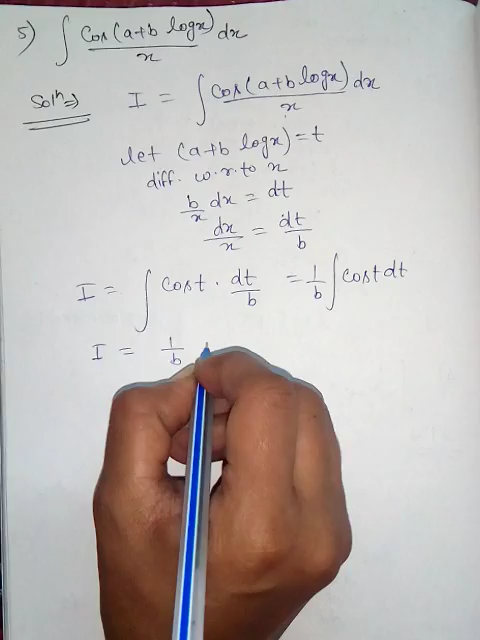 5) ∫ cos(a+b logx)/x dx
Solⁿ⇒ I = ∫ cos(a+b logx)/x dx
let (a+b logx)=t
diff. w.r.to x
b/x dx = dt
dx/x = dt/b
I = ∫ cost · dt/b = 1/b ∫ cost dt
I = 1/b